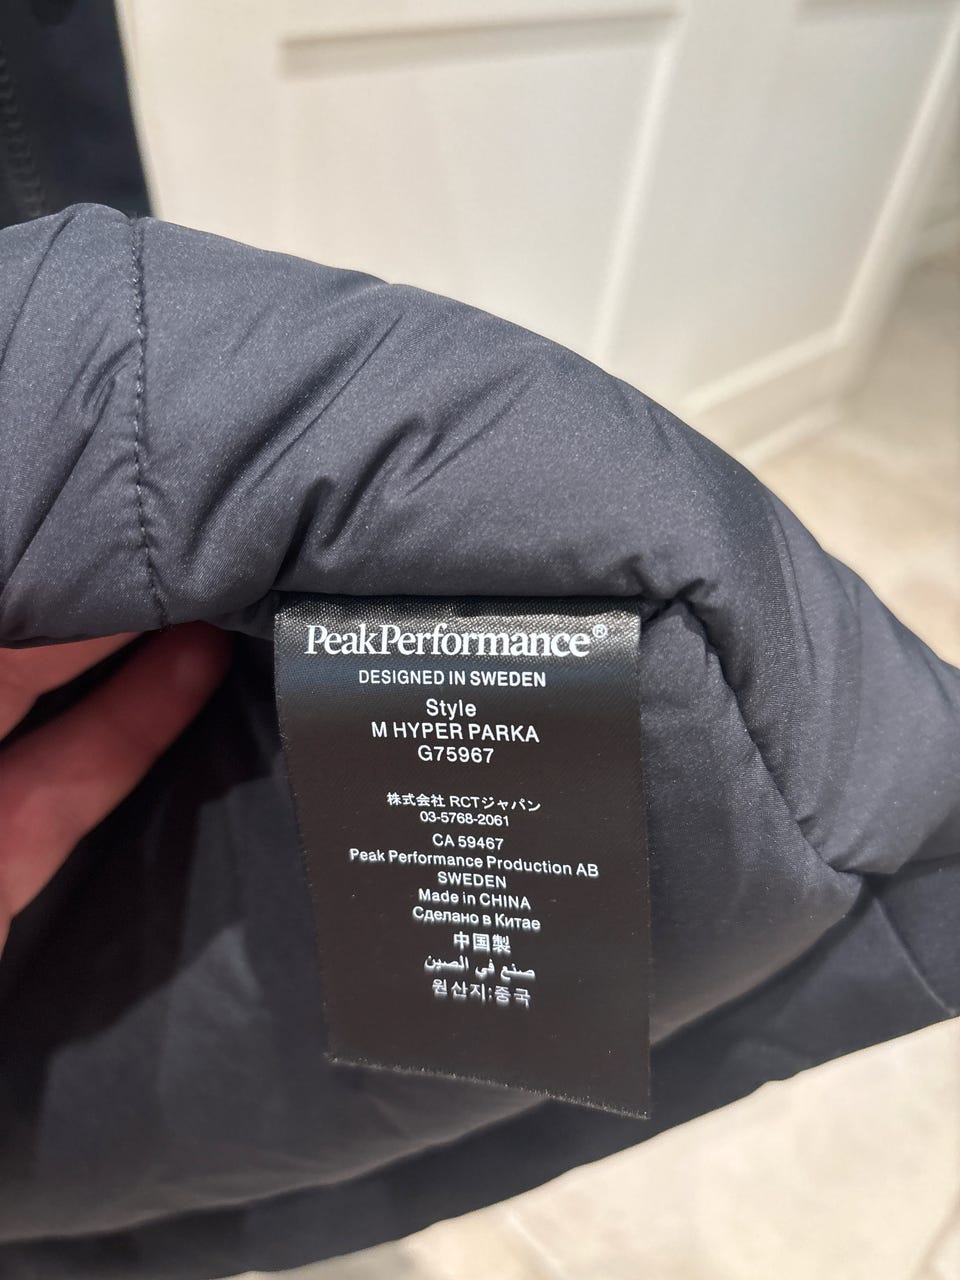 PeakPerformance®
DESIGNED IN SWEDEN
Style
M HYPER PARKA
G75967
株式会社 RCTジャパン
03-5768-2061
CA 59467
Peak Performance Production AB
SWEDEN
Made in CHINA
Сделано в Китае
中国製
صنع في الصين
원산지:중국